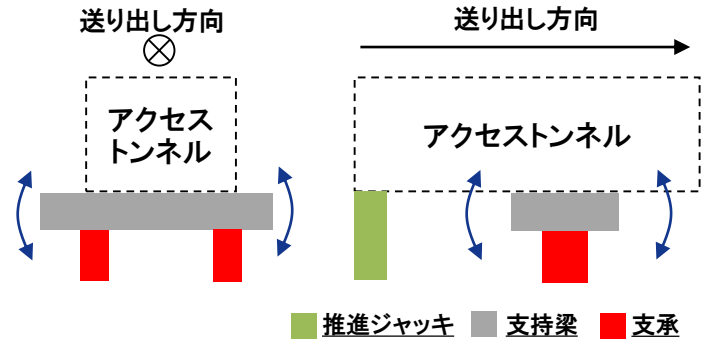 送り出し方向
アクセス
トンネル
送り出し方向
アクセストンネル
推進ジャッキ 支持梁 支承